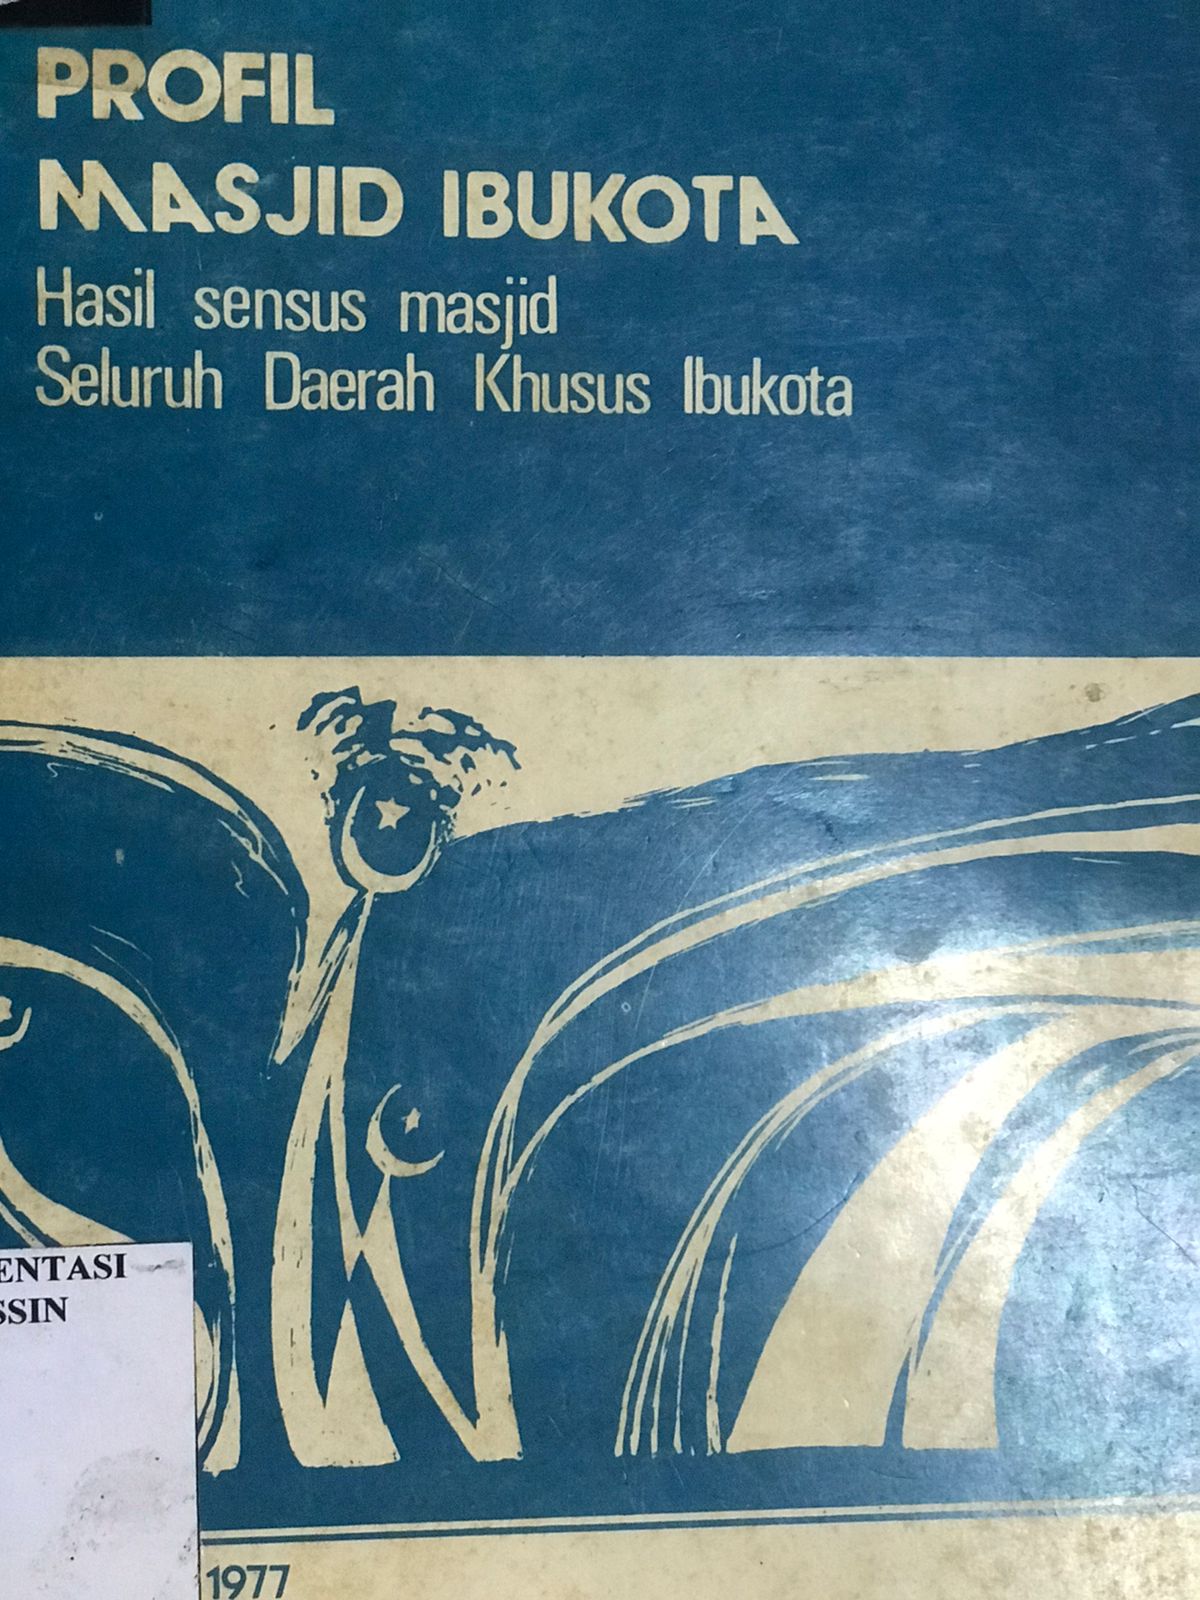 PROFIL
MASJID IBUKOTA
Hasil sensus masjid
Seluruh Daerah Khusus Ibukota
ENTASI
SSIN
1977